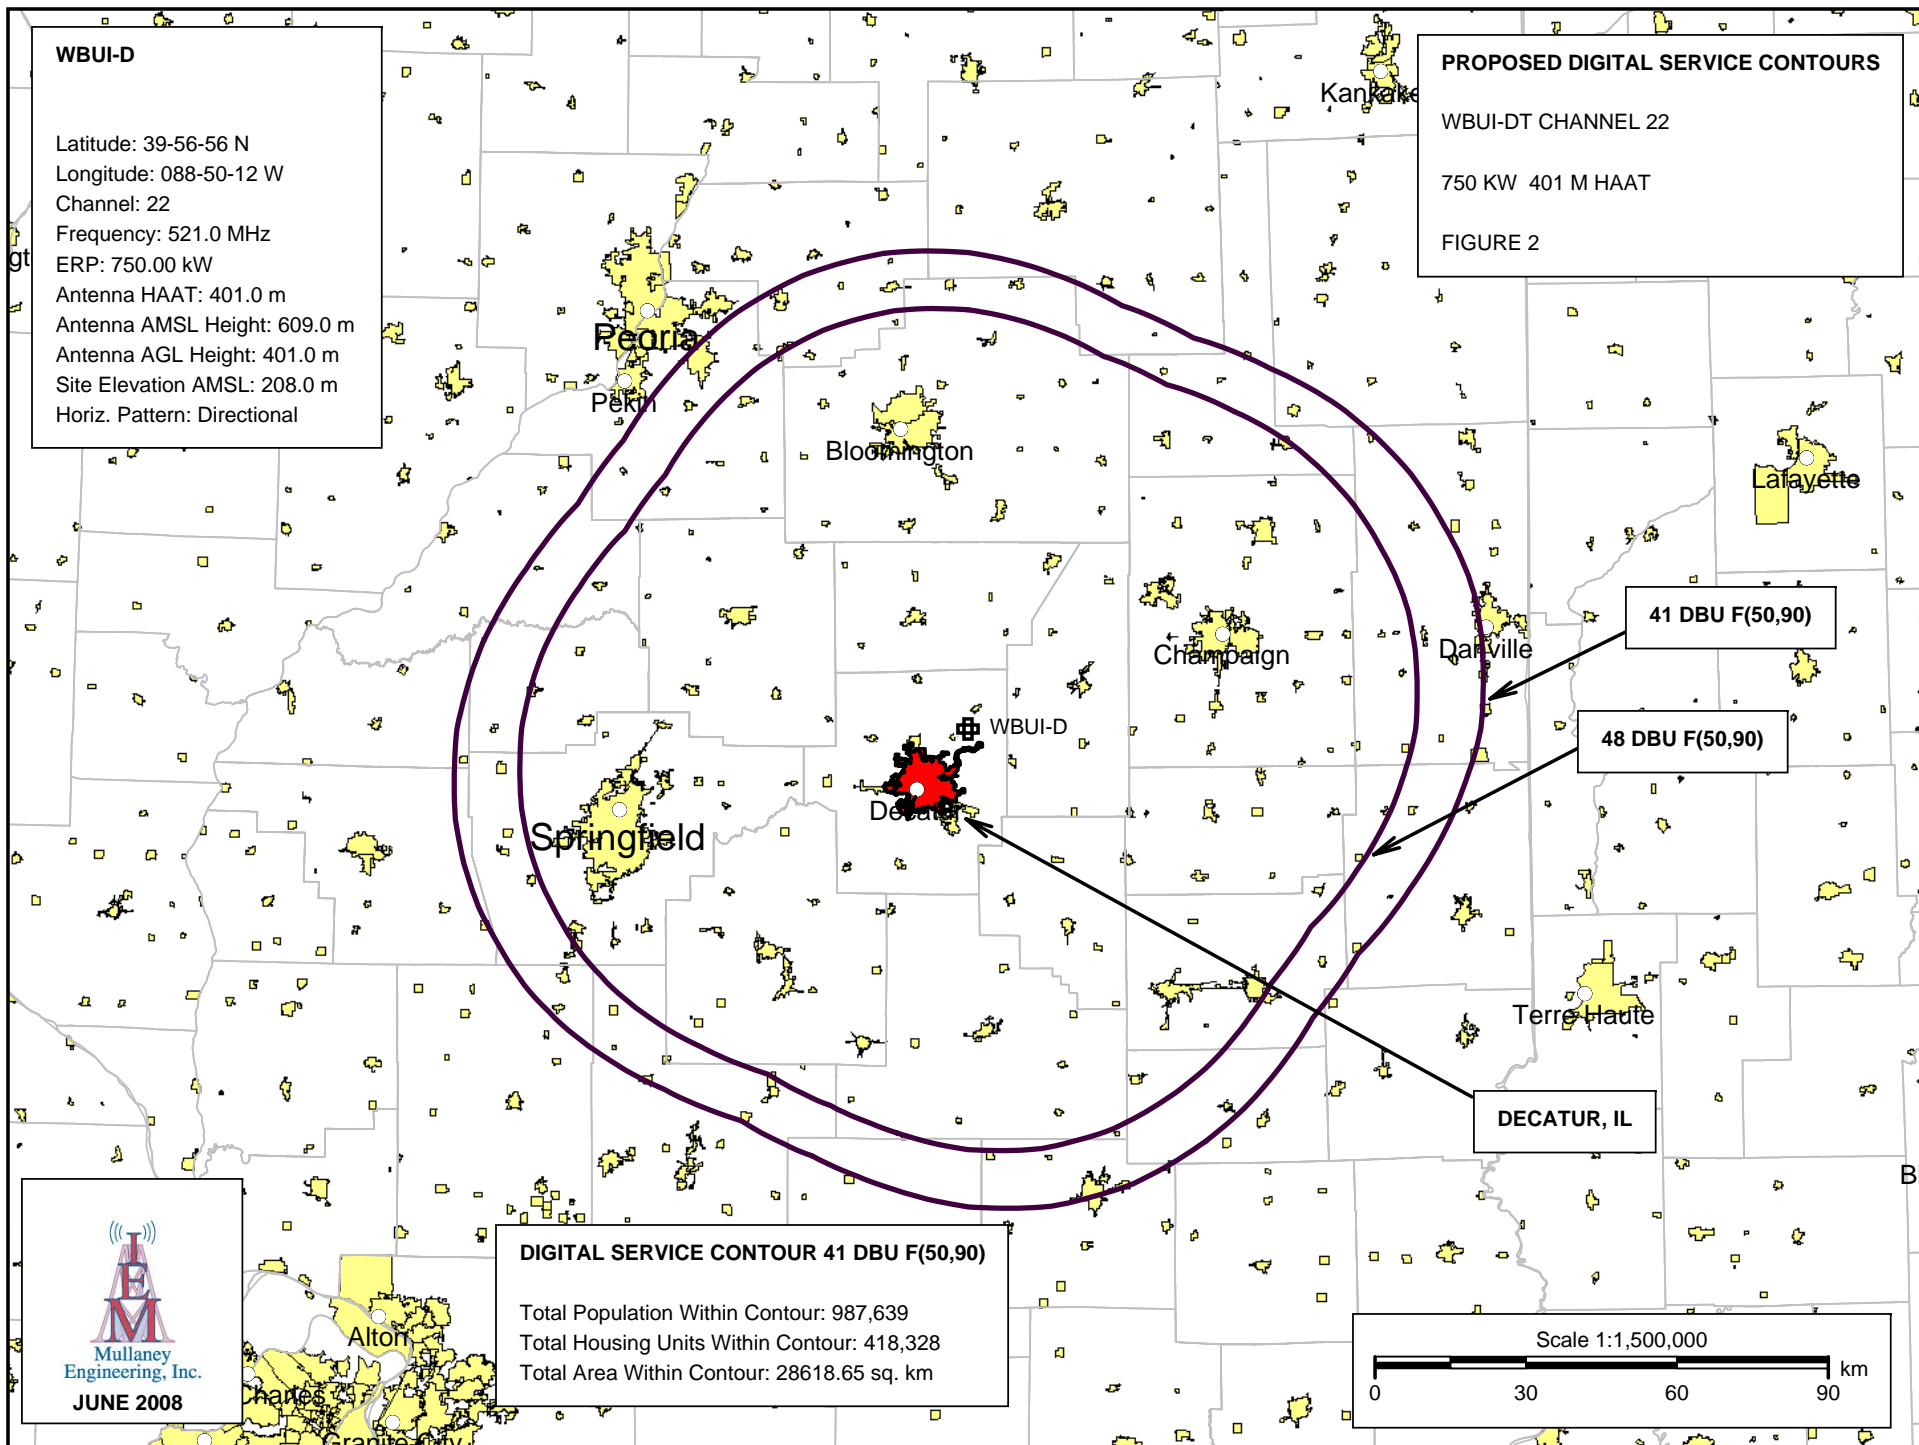 WBUI-D
Latitude: 39-56-56 N
Longitude: 088-50-12 W
Channel: 22
Frequency: 521.0 MHz
ERP: 750.00 kW
Antenna HAAT: 401.0 m
Antenna AMSL Height: 609.0 m
Antenna AGL Height: 401.0 m
Site Elevation AMSL: 208.0 m
Horiz. Pattern: Directional
PROPOSED DIGITAL SERVICE CONTOURS
WBUI-DT CHANNEL 22
750 KW 401 M HAAT
FIGURE 2
Kankake
gt
Peoria
Pekin
Bloomington
Lafayette
41 DBU F(50,90)
Champaign
Danville
48 DBU F(50,90)
WBUI-D
Decatur
Springfield
Terre Haute
DECATUR, IL
B
IEM
Mullaney
Engineering, Inc.
JUNE 2008
DIGITAL SERVICE CONTOUR 41 DBU F(50,90)
Total Population Within Contour: 987,639
Total Housing Units Within Contour: 418,328
Total Area Within Contour: 28618.65 sq. km
Alton
Charles
Granite City
Scale 1:1,500,000
0 30 60 90 km